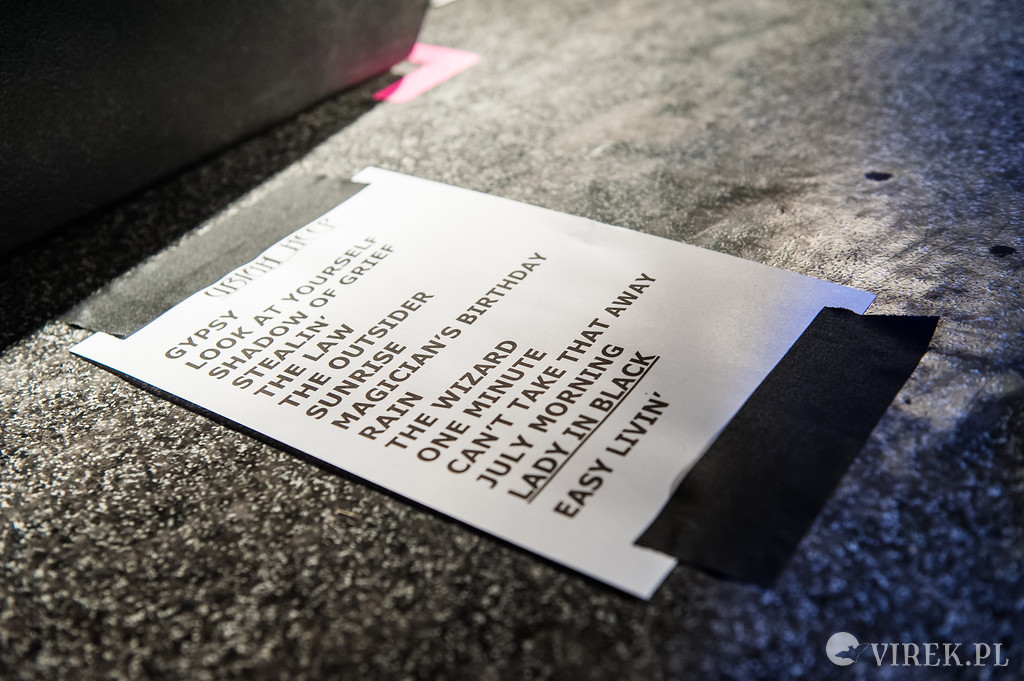 GYPSY
LOOK AT YOURSELF
SHADOW OF GRIEF
STEALIN'
THE LAW
THE OUTSIDER
SUNRISE
MAGICIAN'S BIRTHDAY
RAIN
THE WIZARD
ONE MINUTE
CAN'T TAKE THAT AWAY
JULY MORNING
LADY IN BLACK
EASY LIVIN'
VIREK.PL